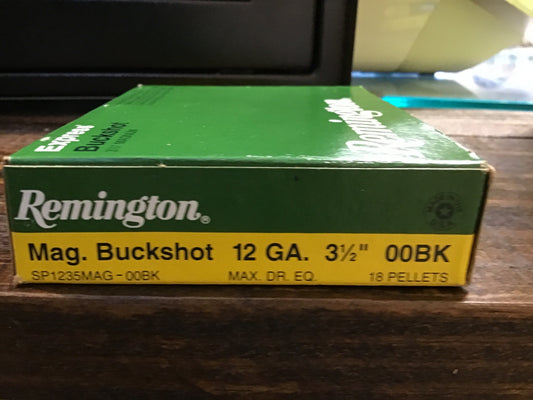 Express
Buckshot
Remington
Remington®
Mag. Buckshot 12 GA. 3½" 00BK
SP1235MAG-00BK MAX. DR. EQ. 18 PELLETS